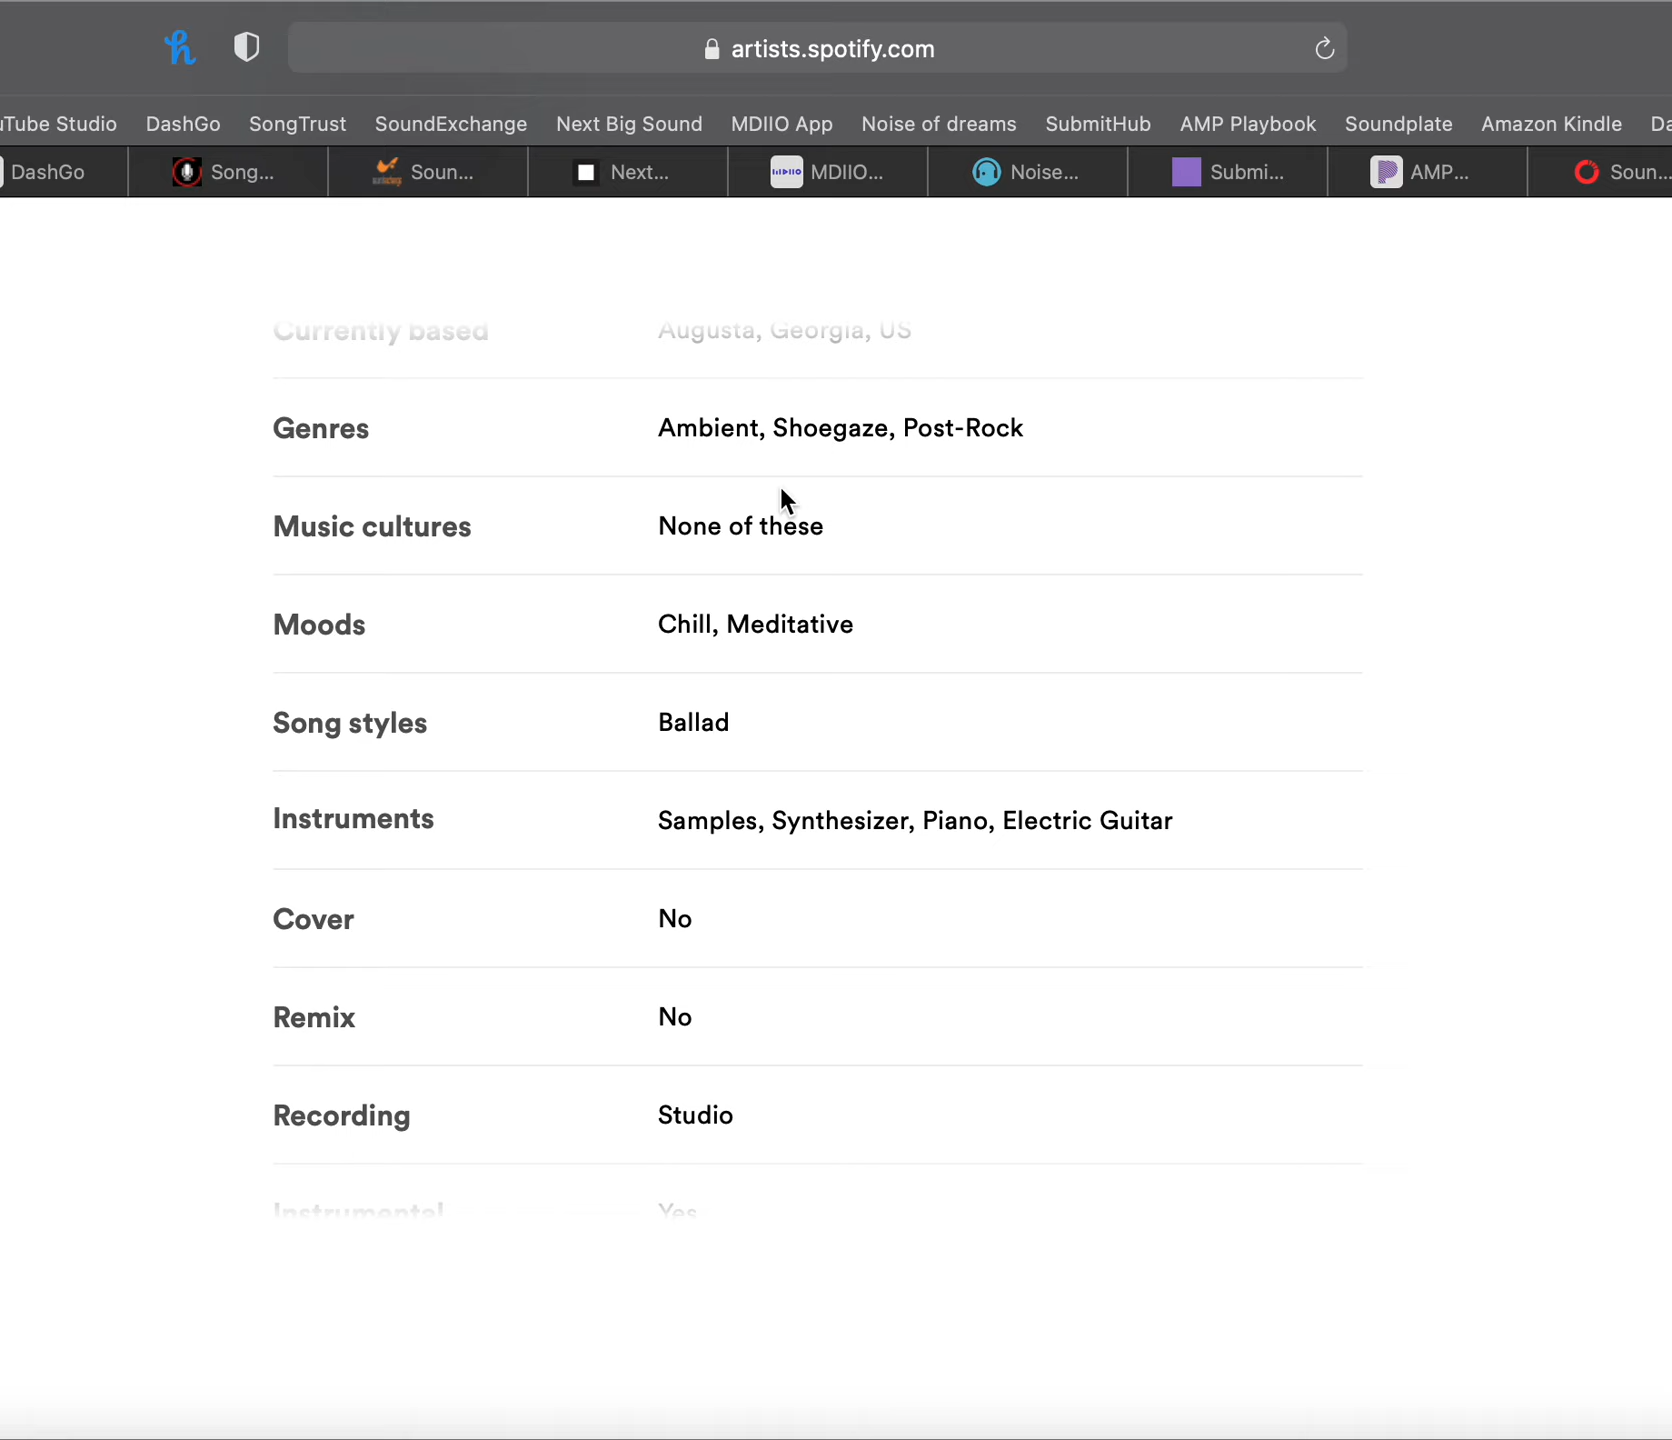 artists.spotify.com
Tube Studio DashGo SongTrust SoundExchange Next Big Sound MDIIO App Noise of dreams SubmitHub AMP Playbook Soundplate Amazon Kindle
DashGo Song... Soun... Next... MDIIO... Noise... Submi... AMP... Soun...
Currently based Augusta, Georgia, US
Genres Ambient, Shoegaze, Post-Rock
Music cultures None of these
Moods Chill, Meditative
Song styles Ballad
Instruments Samples, Synthesizer, Piano, Electric Guitar
Cover No
Remix No
Recording Studio
Instrumental Yes